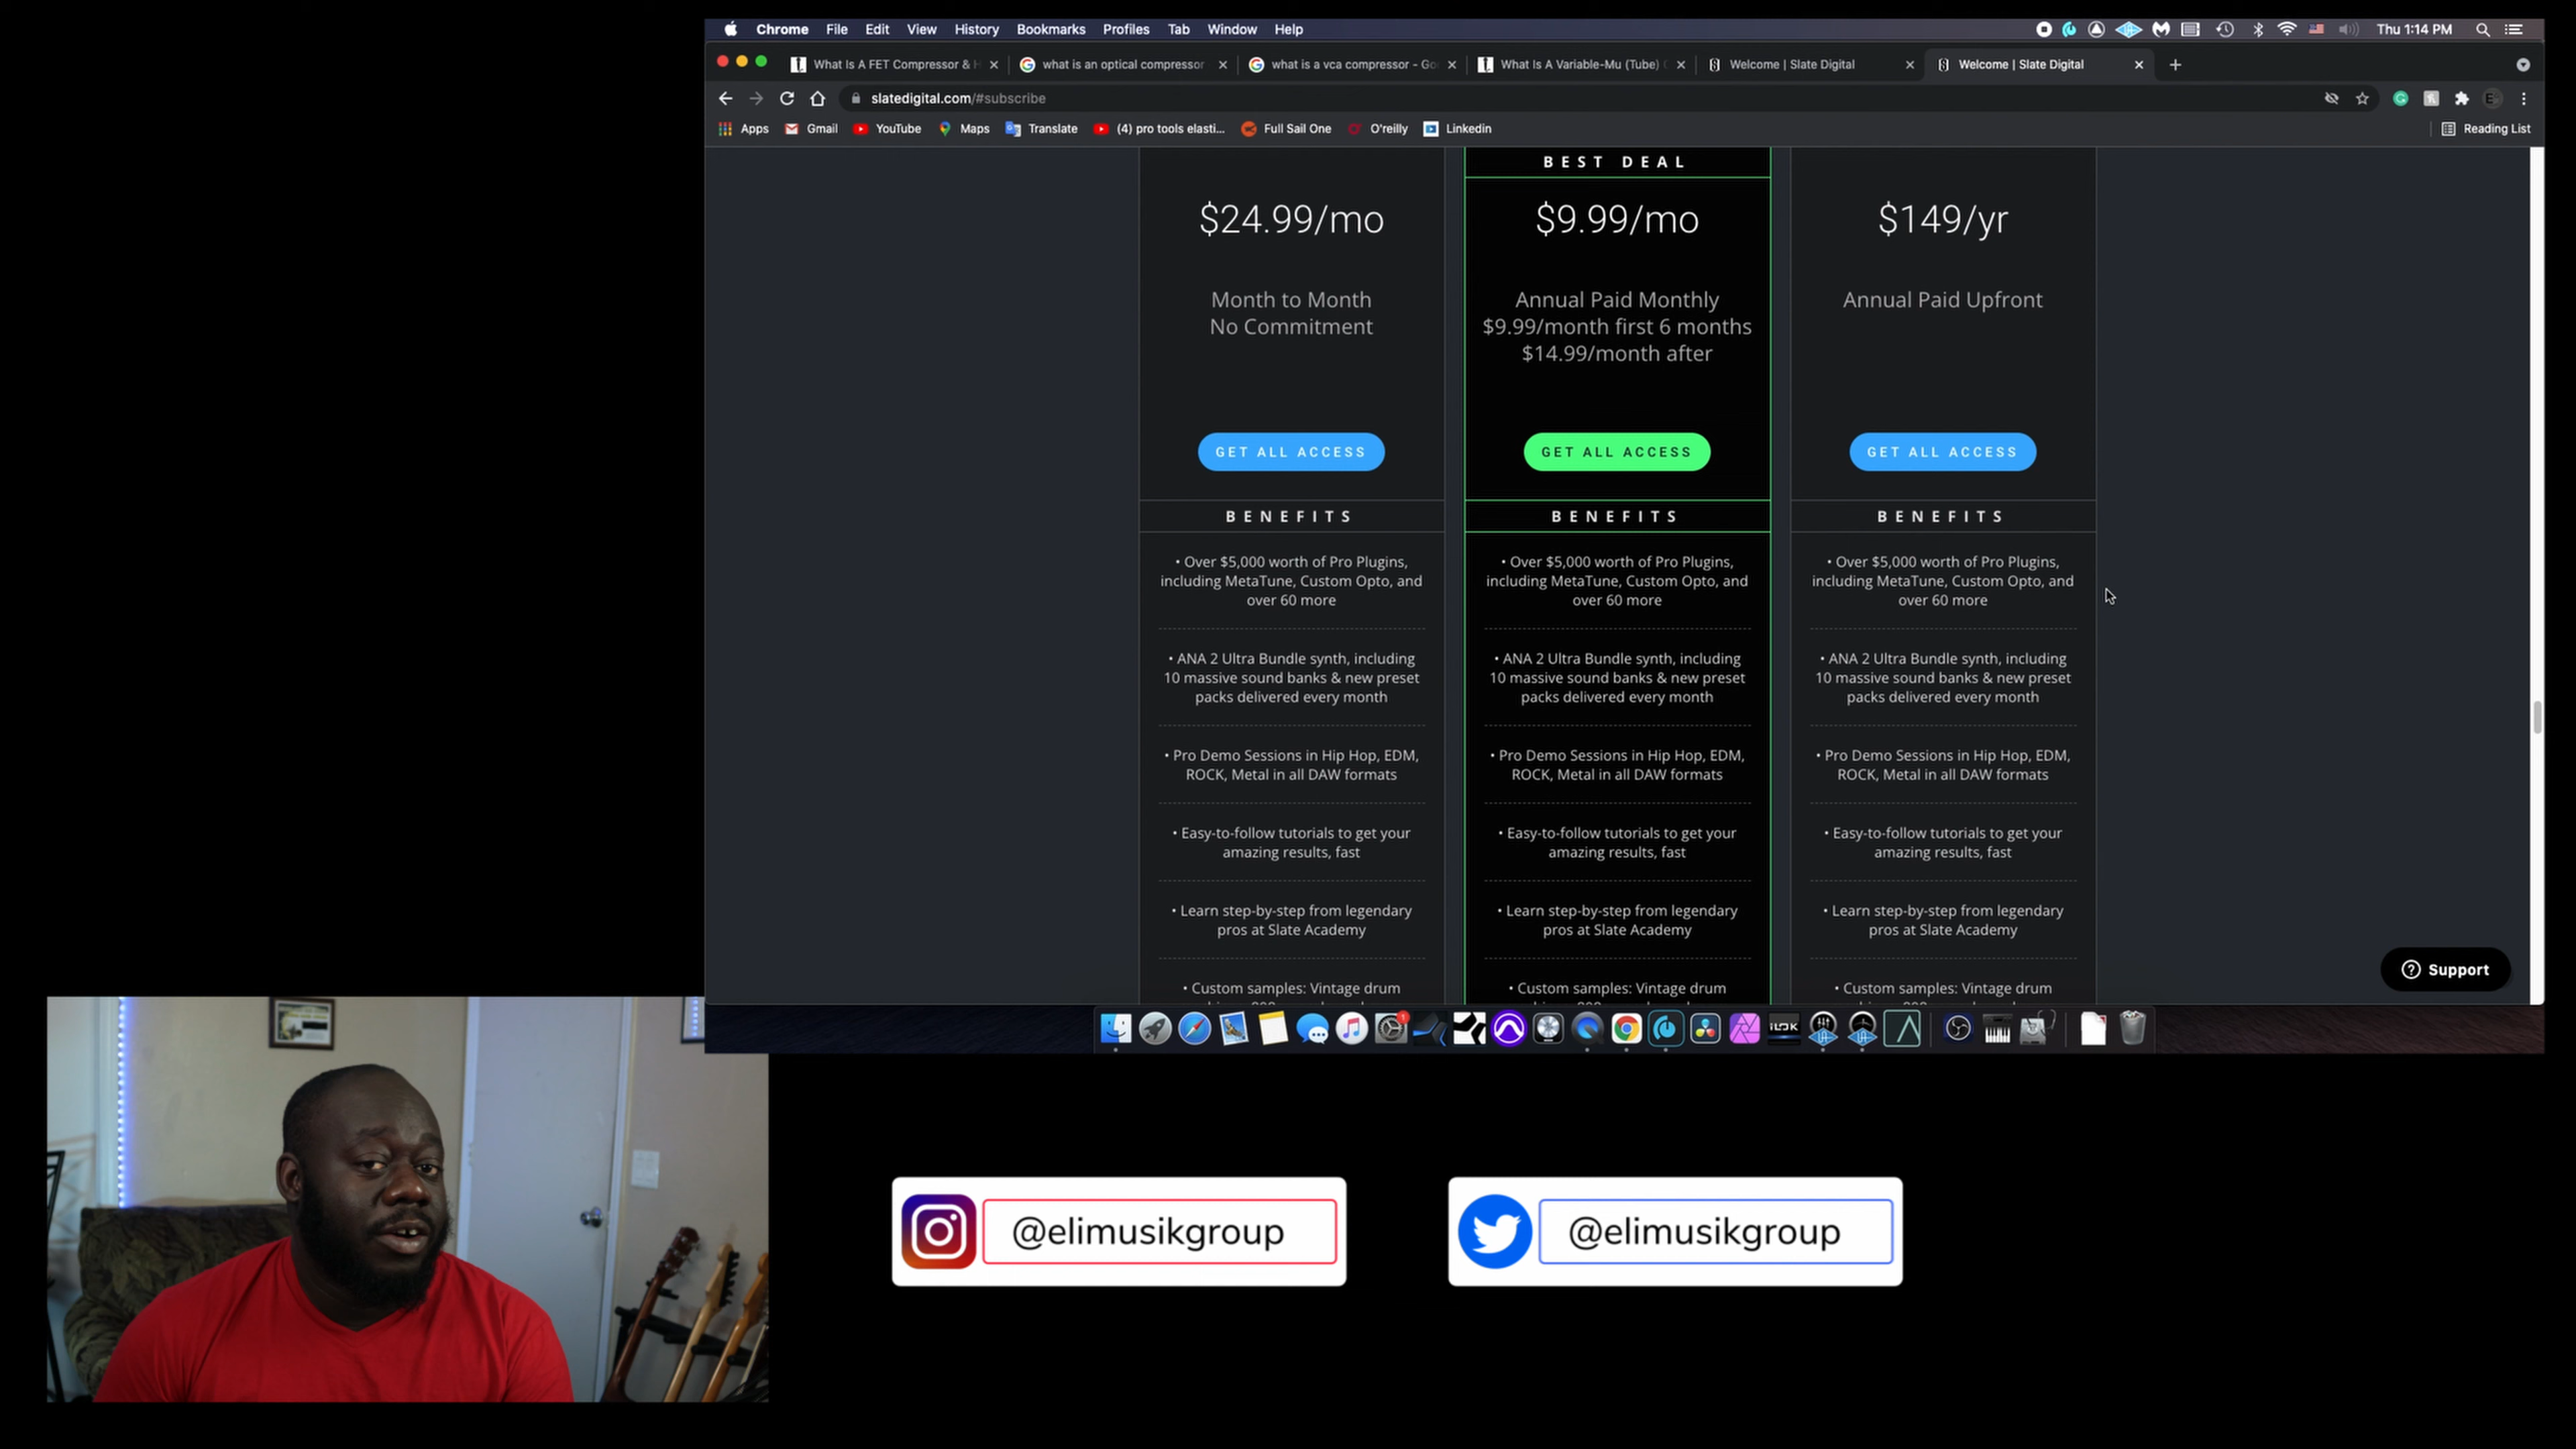 Chrome File Edit View History Bookmarks Profiles Tab Window Help
Thu 1:14 PM
What Is A FET Compressor & H
what is an optical compressor
what is a vca compressor - Go
What Is A Variable-Mu (Tube)
Welcome | Slate Digital
Welcome | Slate Digital
slatedigital.com/#subscribe
Apps
Gmail
YouTube
Maps
Translate
(4) pro tools elasti...
Full Sail One
O'reilly
Linkedin
Reading List
$24.99/mo
Month to Month
No Commitment
GET ALL ACCESS
BENEFITS
• Over $5,000 worth of Pro Plugins,
including MetaTune, Custom Opto, and
over 60 more
• ANA 2 Ultra Bundle synth, including
10 massive sound banks & new preset
packs delivered every month
• Pro Demo Sessions in Hip Hop, EDM,
ROCK, Metal in all DAW formats
• Easy-to-follow tutorials to get your
amazing results, fast
• Learn step-by-step from legendary
pros at Slate Academy
• Custom samples: Vintage drum
BEST DEAL
$9.99/mo
Annual Paid Monthly
$9.99/month first 6 months
$14.99/month after
GET ALL ACCESS
BENEFITS
• Over $5,000 worth of Pro Plugins,
including MetaTune, Custom Opto, and
over 60 more
• ANA 2 Ultra Bundle synth, including
10 massive sound banks & new preset
packs delivered every month
• Pro Demo Sessions in Hip Hop, EDM,
ROCK, Metal in all DAW formats
• Easy-to-follow tutorials to get your
amazing results, fast
• Learn step-by-step from legendary
pros at Slate Academy
• Custom samples: Vintage drum
$149/yr
Annual Paid Upfront
GET ALL ACCESS
BENEFITS
• Over $5,000 worth of Pro Plugins,
including MetaTune, Custom Opto, and
over 60 more
• ANA 2 Ultra Bundle synth, including
10 massive sound banks & new preset
packs delivered every month
• Pro Demo Sessions in Hip Hop, EDM,
ROCK, Metal in all DAW formats
• Easy-to-follow tutorials to get your
amazing results, fast
• Learn step-by-step from legendary
pros at Slate Academy
• Custom samples: Vintage drum
Support
1
iLOK
@elimusikgroup
@elimusikgroup